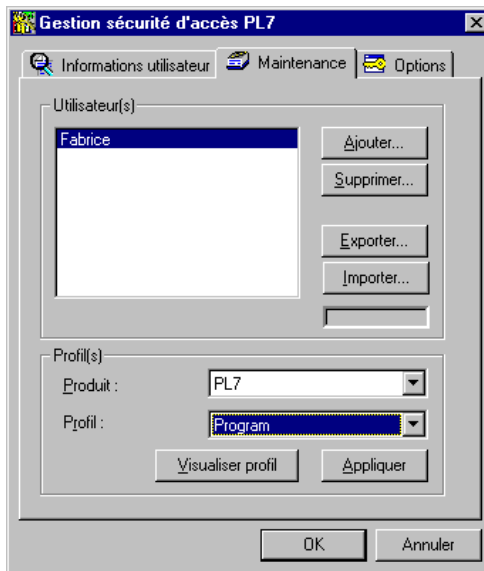 Gestion sécurité d'accès PL7
Informations utilisateur Maintenance Options
Utilisateur(s)
Fabrice
Ajouter...
Supprimer...
Exporter...
Importer...
Profil(s)
Produit : PL7
Profil : Program
Visualiser profil Appliquer
OK Annuler